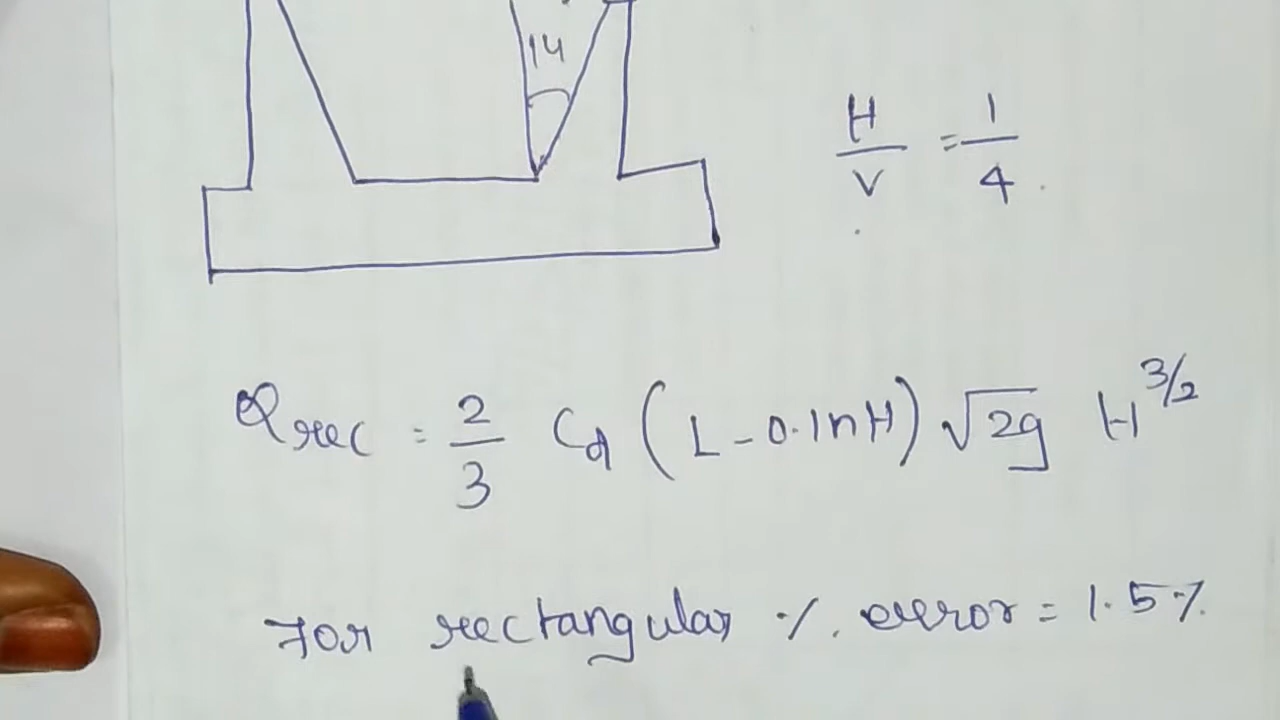 14
H/V = 1/4
Qrec = 2/3 Cd (L - 0.1nH) √2g H^3/2
For rectangular %. error = 1.5%